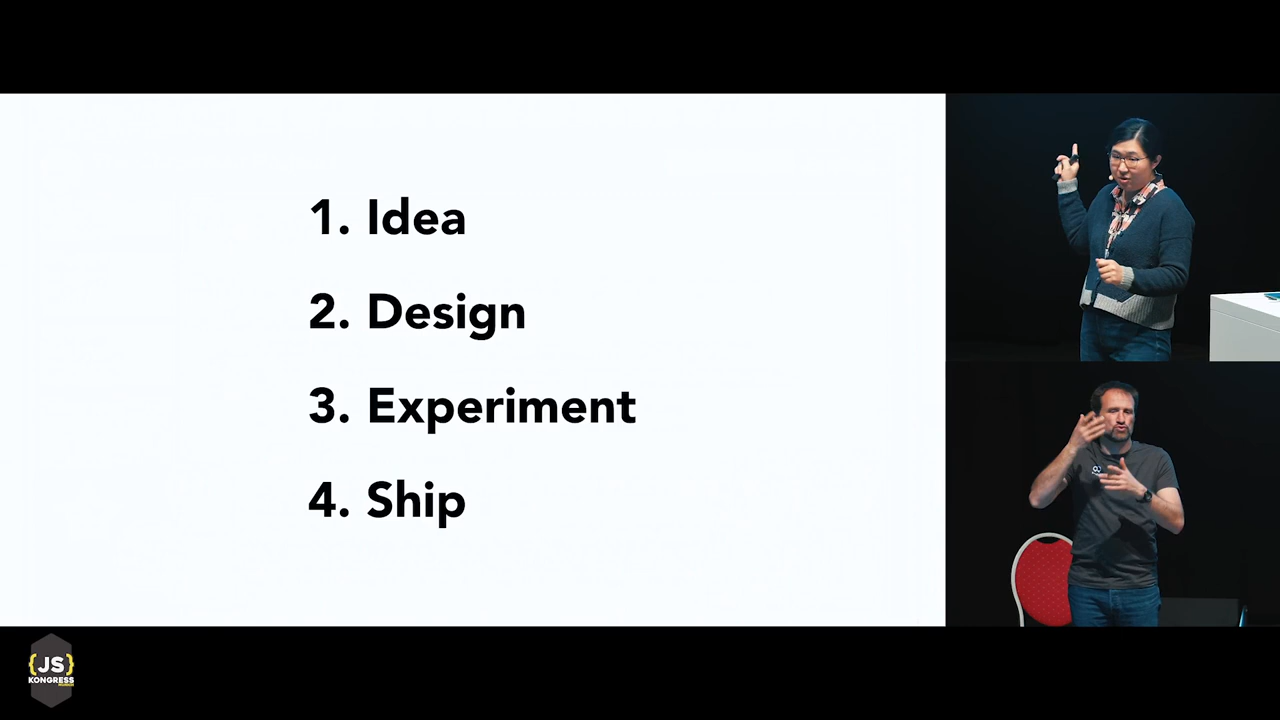 1. Idea
2. Design
3. Experiment
4. Ship
{JS}
KONGRESS